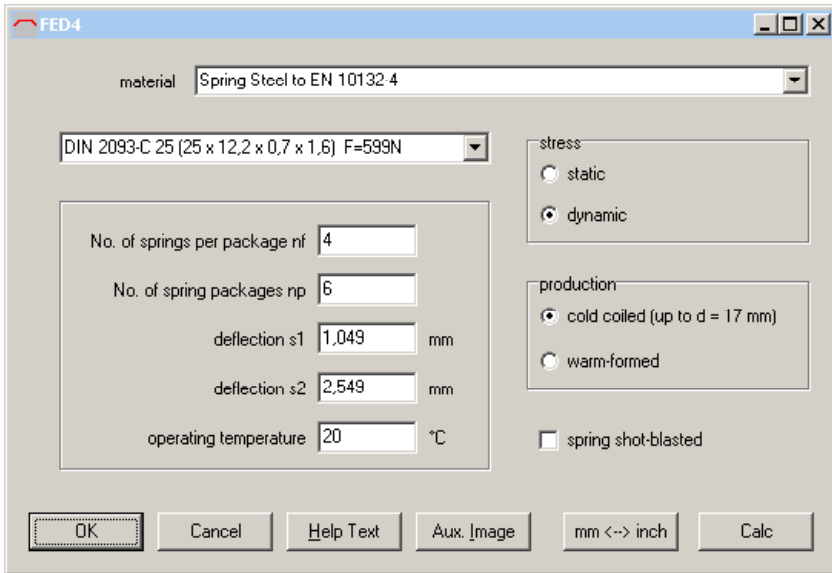 FED4
material Spring Steel to EN 10132-4
DIN 2093-C 25 (25 x 12,2 x 0,7 x 1,6) F=599N
stress
static
dynamic
No. of springs per package nf 4
No. of spring packages np 6
deflection s1 1,049 mm
deflection s2 2,549 mm
operating temperature 20 °C
production
cold coiled (up to d = 17 mm)
warm-formed
spring shot-blasted
OK Cancel Help Text Aux. Image mm <--> inch Calc